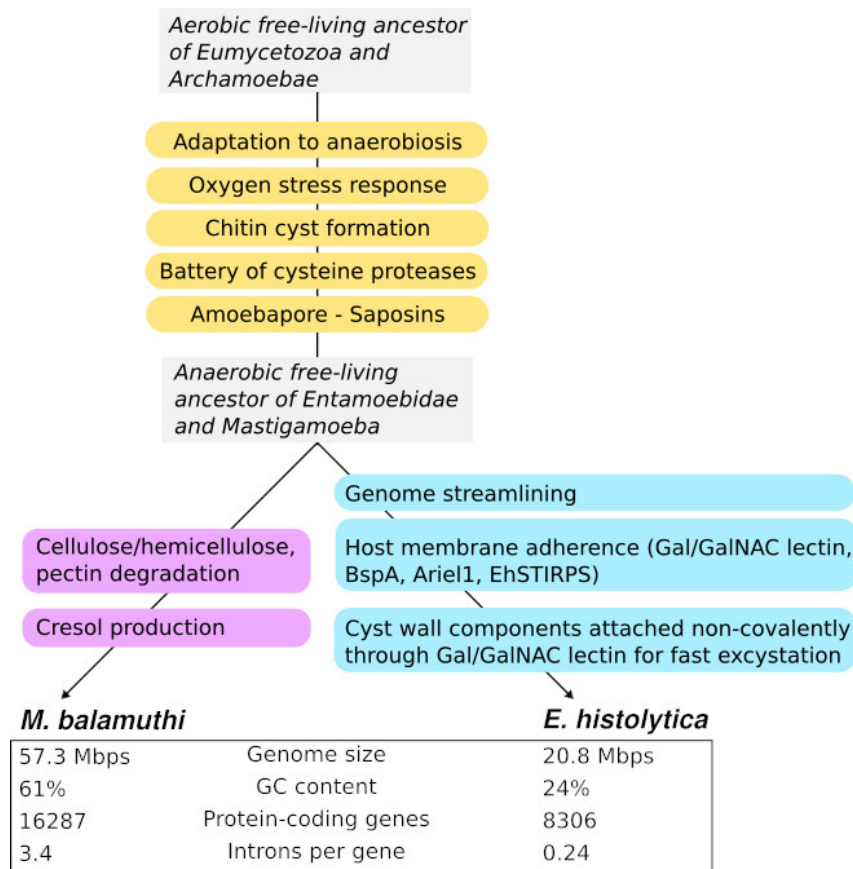 Aerobic free-living ancestor
of Eumycetozoa and
Archamoebae
Adaptation to anaerobiosis
Oxygen stress response
Chitin cyst formation
Battery of cysteine proteases
Amoebapore - Saposins
Anaerobic free-living
ancestor of Entamoebidae
and Mastigamoeba
Cellulose/hemicellulose,
pectin degradation
Cresol production
Genome streamlining
Host membrane adherence (Gal/GalNAC lectin,
BspA, Ariel1, EhSTIRPS)
Cyst wall components attached non-covalently
through Gal/GalNAC lectin for fast excystation
M. balamuthi E. histolytica
57.3 Mbps Genome size 20.8 Mbps
61% GC content 24%
16287 Protein-coding genes 8306
3.4 Introns per gene 0.24